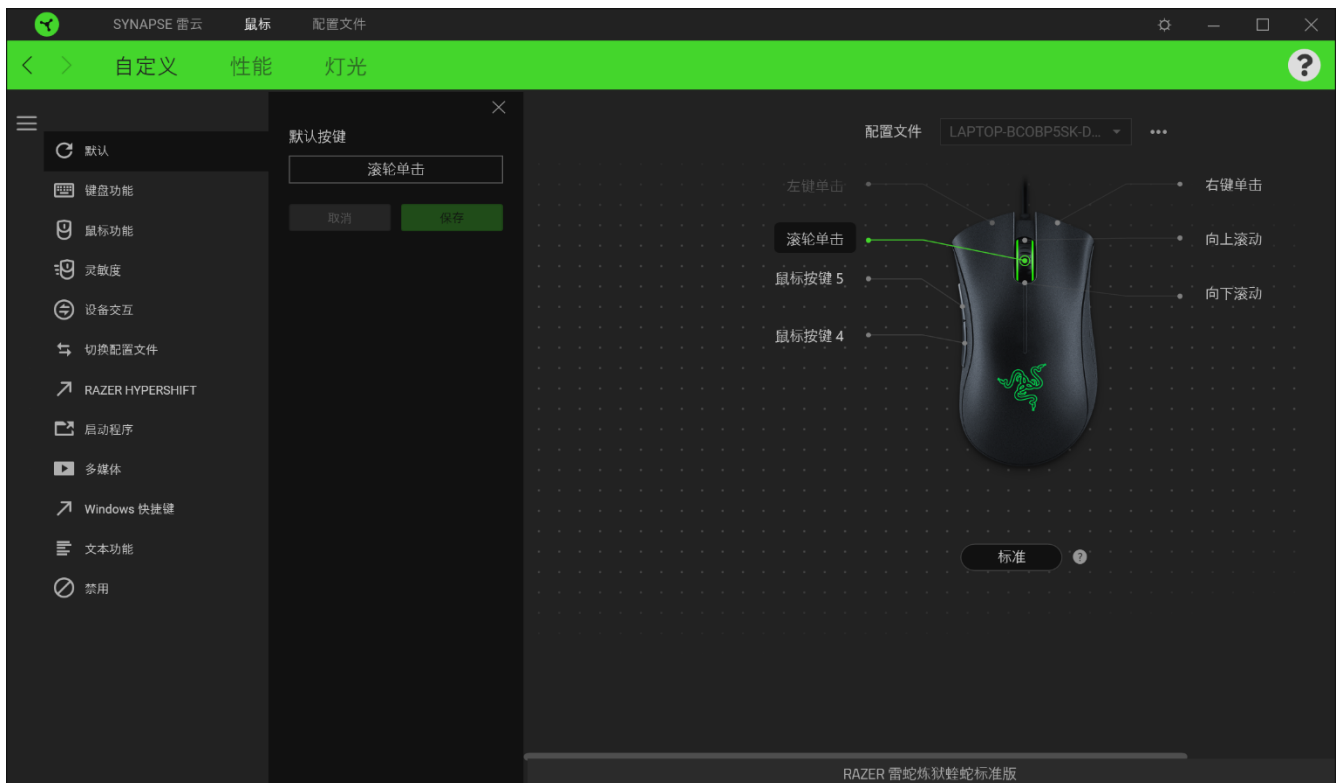 SYNAPSE 雷云 鼠标 配置文件
自定义 性能 灯光 ?
默认
键盘功能
鼠标功能
灵敏度
设备交互
切换配置文件
RAZER HYPERSHIFT
启动程序
多媒体
Windows 快捷键
文本功能
禁用
默认按键
滚轮单击
取消 保存
配置文件 LAPTOP-BCOBP5SK-D...
左键单击 右键单击
滚轮单击 向上滚动
鼠标按键 5 向下滚动
鼠标按键 4
标准 ?
RAZER 雷蛇炼狱蝰蛇标准版